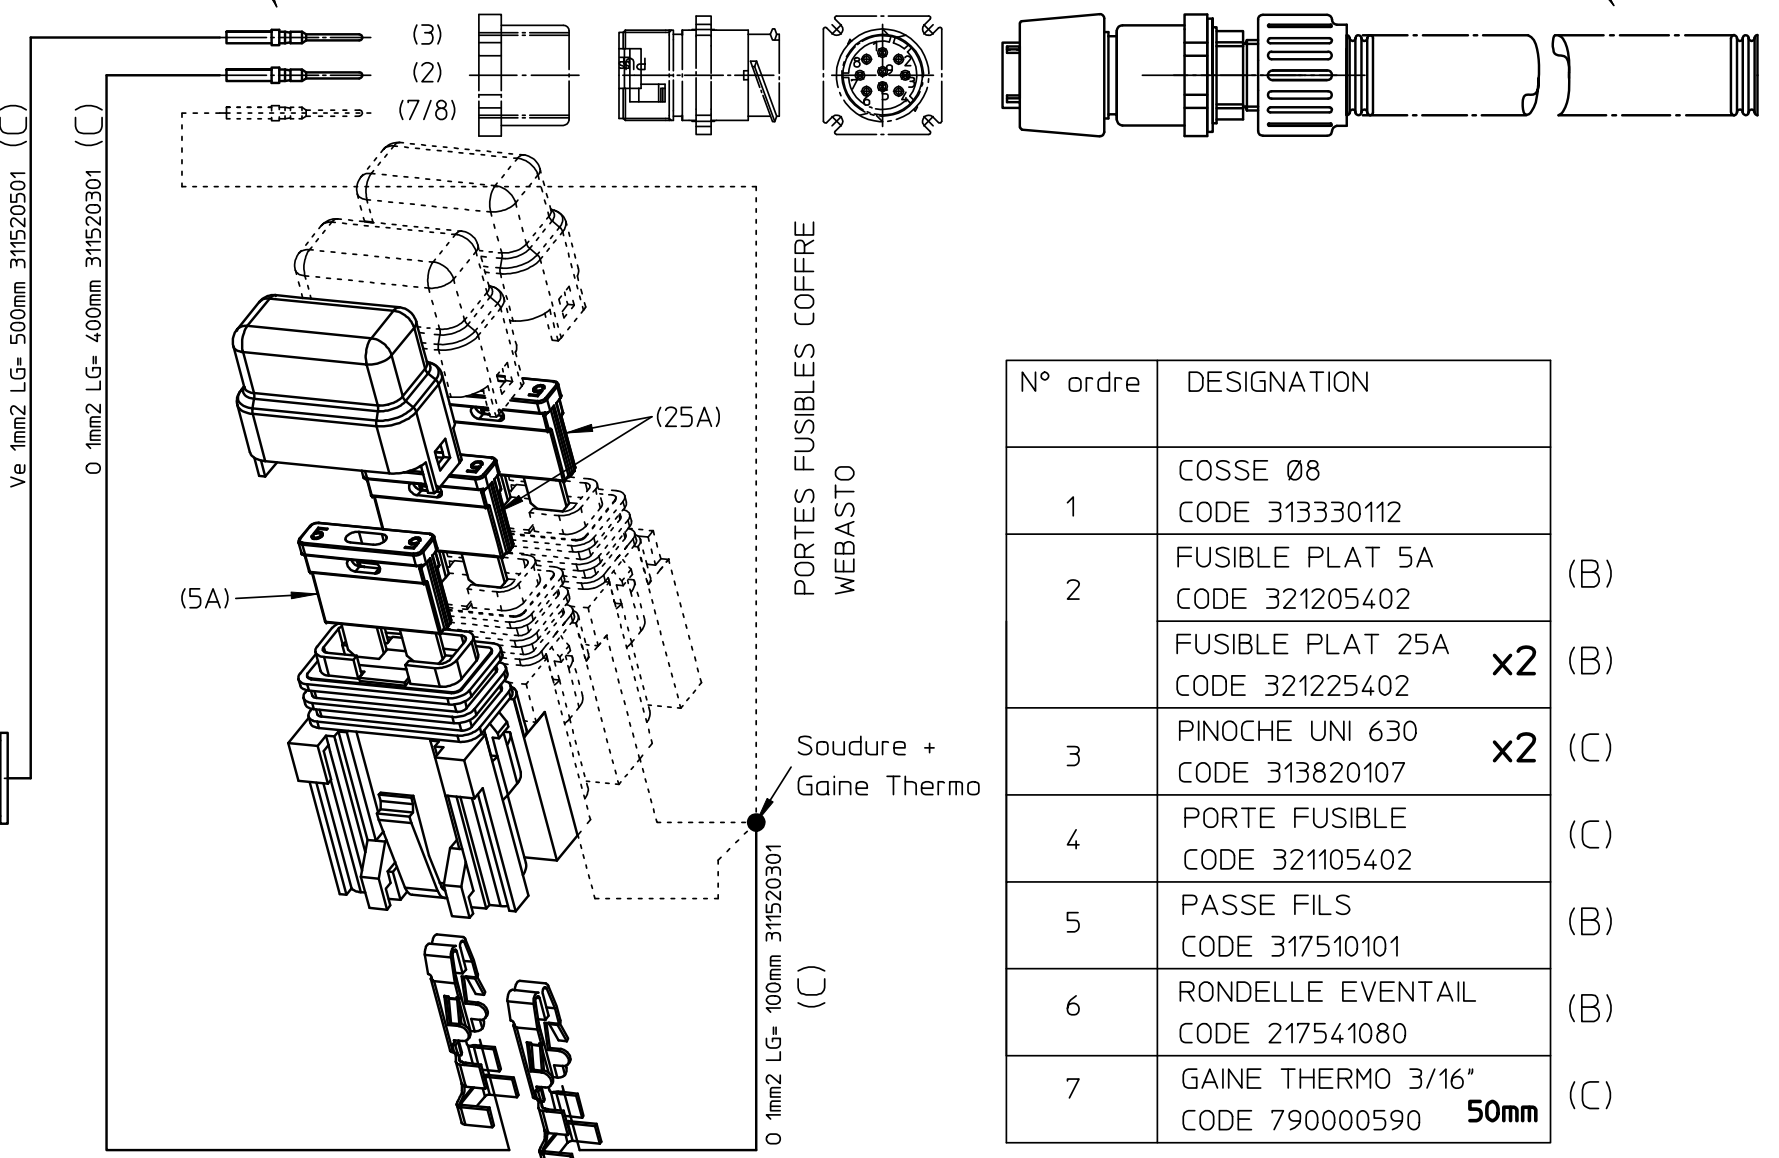 (3)
(2)
(7/8)
Ve 1mm2 LG= 500mm 311520501 (C)
O 1mm2 LG= 400mm 311520301 (C)
(25A)
(5A)
PORTES FUSIBLES COFFRE
WEBASTO
Soudure +
Gaine Thermo
O 1mm2 LG= 100mm 311520301
(C)
N° ordre DESIGNATION
1 COSSE Ø8
CODE 313330112
2 FUSIBLE PLAT 5A
CODE 321205402 (B)
FUSIBLE PLAT 25A
CODE 321225402 x2 (B)
3 PINOCHE UNI 630
CODE 313820107 x2 (C)
4 PORTE FUSIBLE
CODE 321105402 (C)
5 PASSE FILS
CODE 317510101 (B)
6 RONDELLE EVENTAIL
CODE 217541080 (B)
7 GAINE THERMO 3/16"
CODE 790000590 50mm (C)